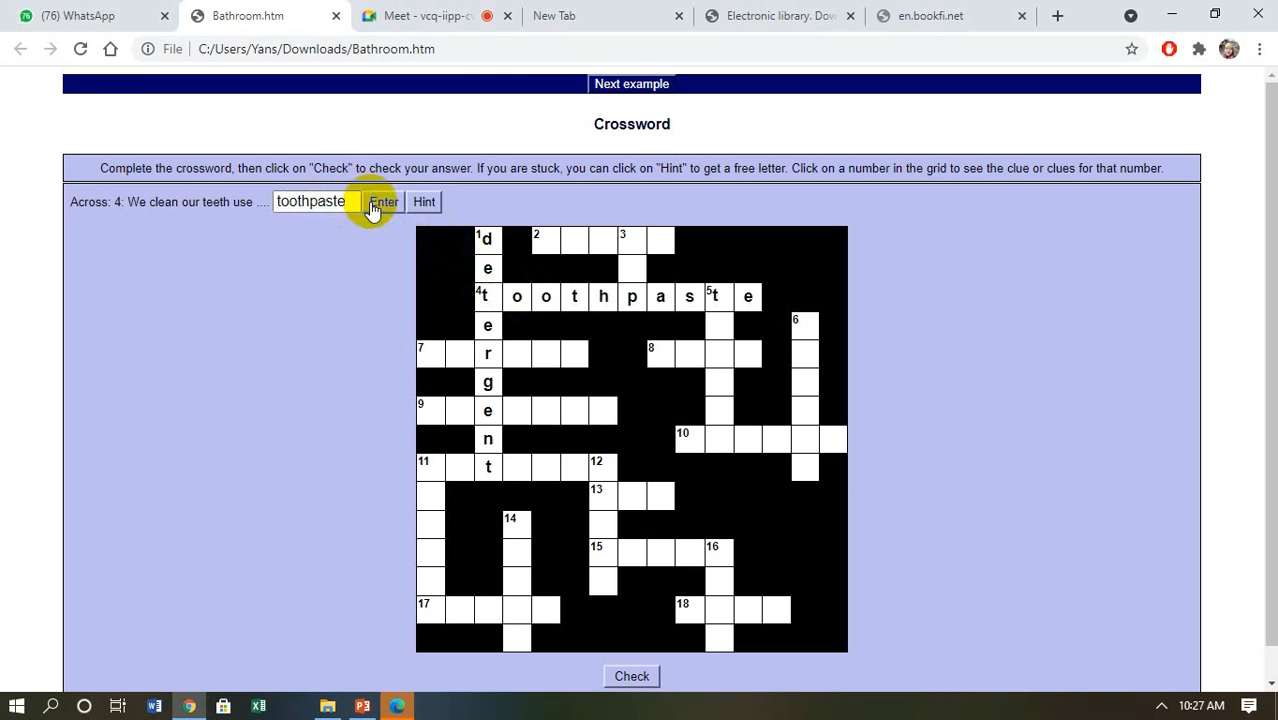 (76) WhatsApp
Bathroom.htm
Meet - vcq-iipp-c
New Tab
Electronic library. Dow
en.bookfi.net
File
C:/Users/Yans/Downloads/Bathroom.htm
Next example
Crossword
Complete the crossword, then click on "Check" to check your answer. If you are stuck, you can click on "Hint" to get a free letter. Click on a number in the grid to see the clue or clues for that number.
Across: 4: We clean our teeth use .... toothpaste Enter Hint
1 d 2 3
e
4 t o o t h p a s 5 t e
e 6
7 r 8
g
9 e
n 10
11 t 12
13
14
15 16
17 18
Check
10:27 AM